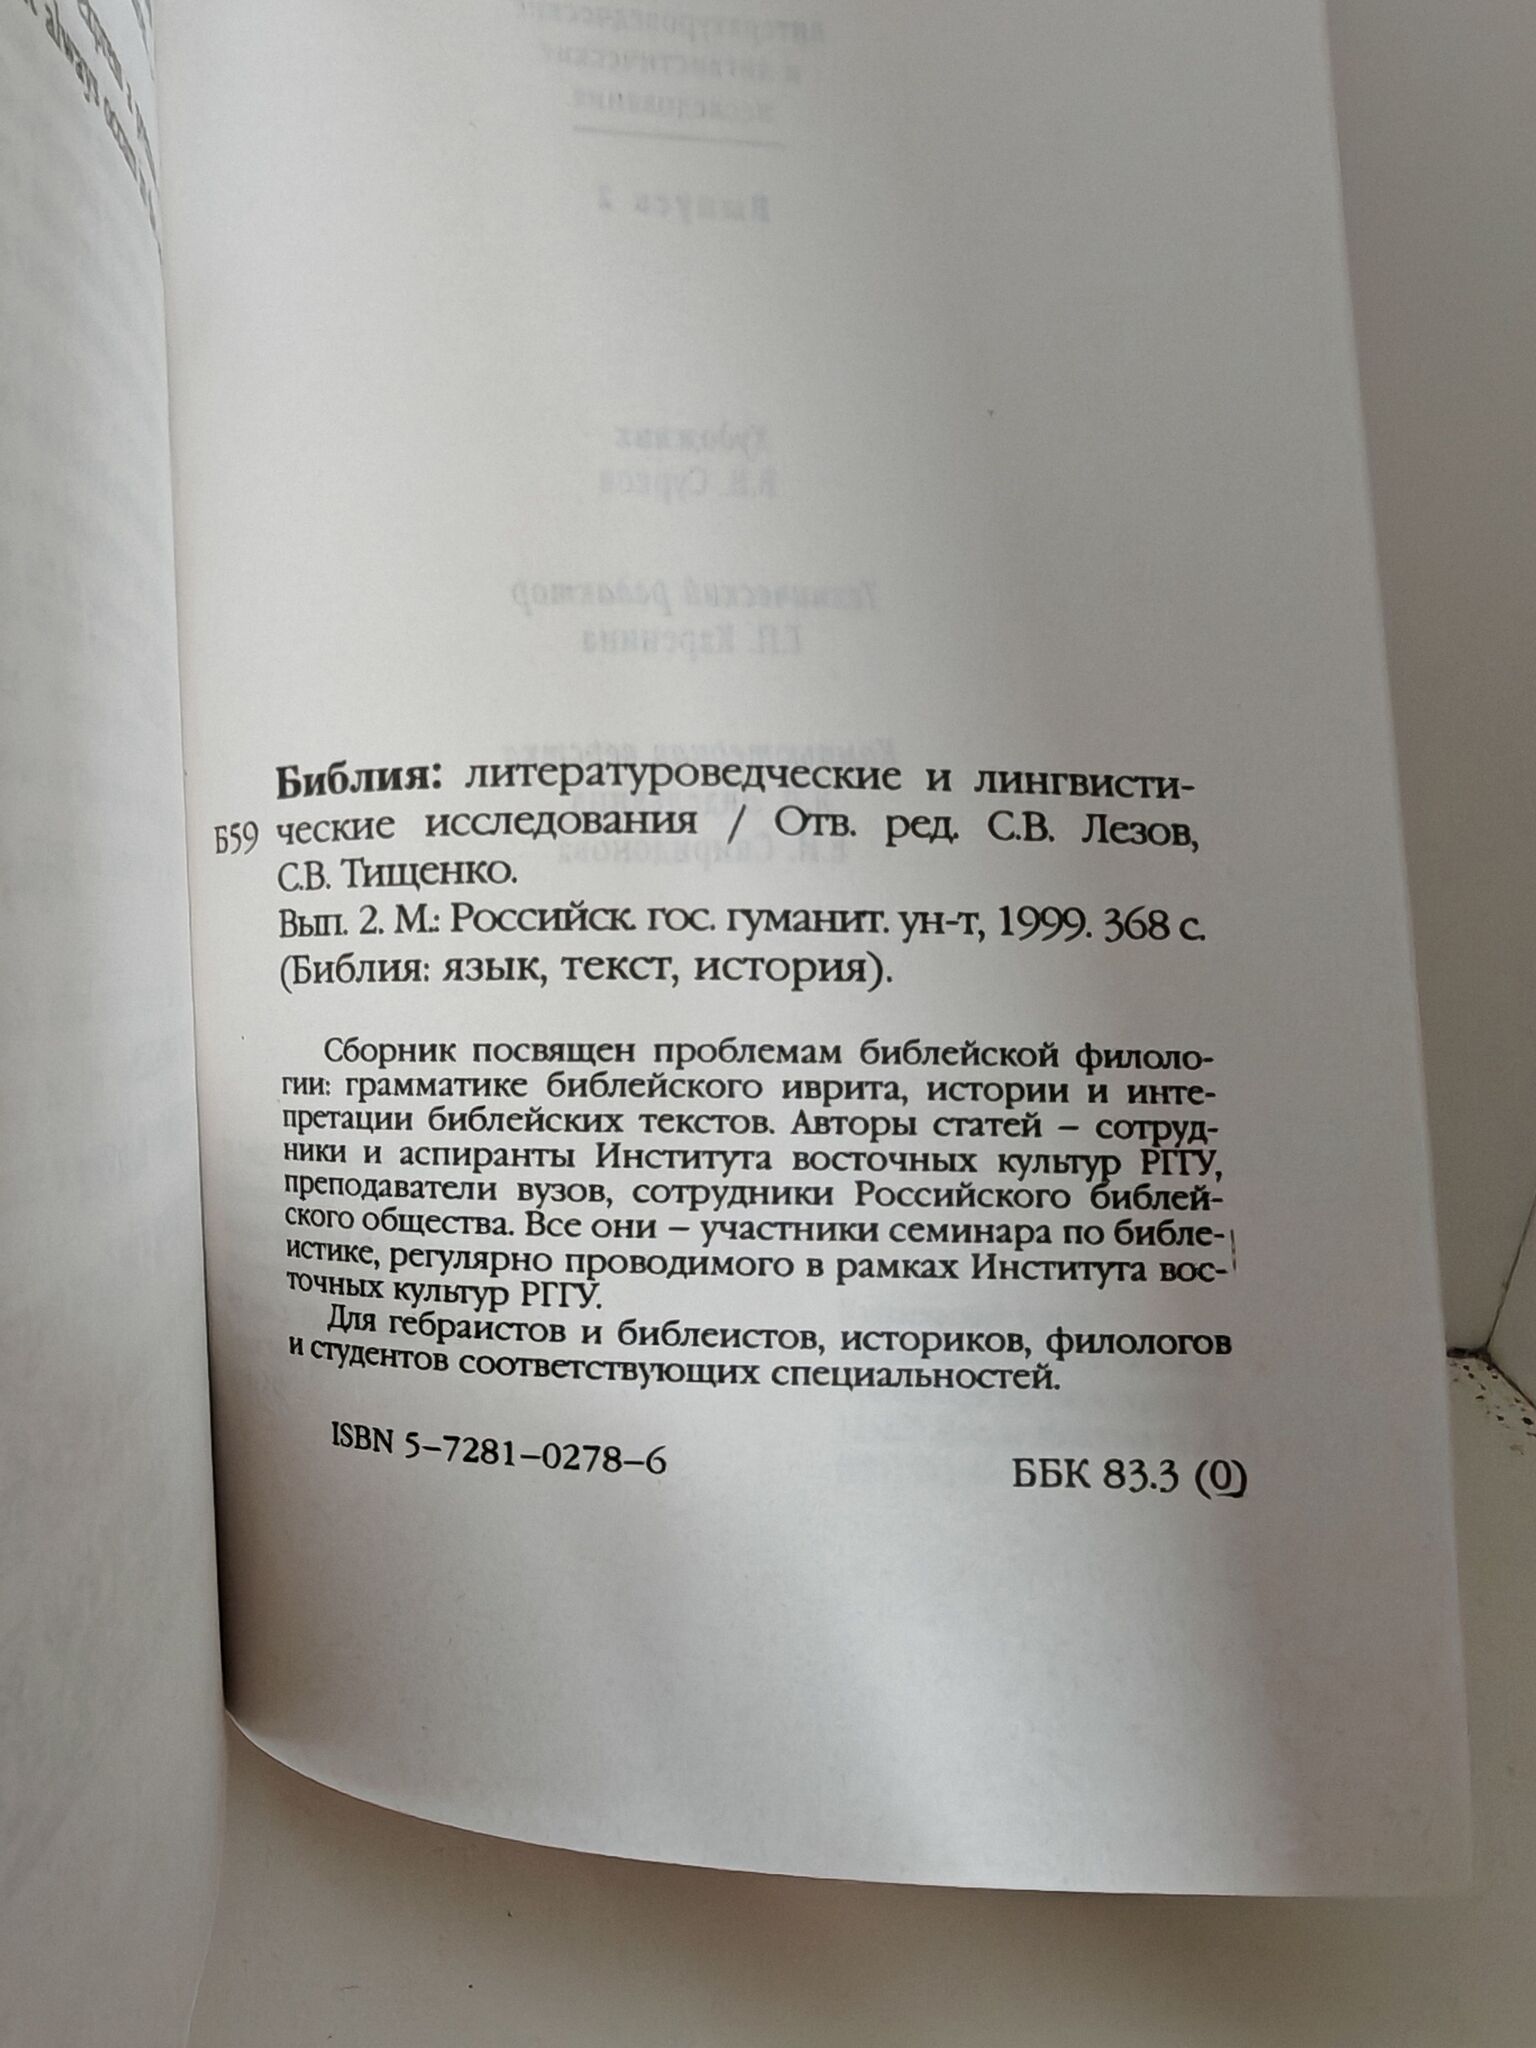 Библия: литературоведческие и лингвисти-
Б59 ческие исследования / Отв. ред. С.В. Лезов,
С.В. Тищенко.
Вып. 2. М.: Российск. гос. гуманит. ун-т, 1999. 368 с.
(Библия: язык, текст, история).
Сборник посвящен проблемам библейской филоло-
гии: грамматике библейского иврита, истории и инте-
претации библейских текстов. Авторы статей – сотруд-
ники и аспиранты Института восточных культур РГГУ,
преподаватели вузов, сотрудники Российского библей-
ского общества. Все они – участники семинара по библе-
истике, регулярно проводимого в рамках Института вос-
точных культур РГГУ.
Для гебраистов и библеистов, историков, филологов
и студентов соответствующих специальностей.
ISBN 5–7281–0278–6
ББК 83.3 (0)